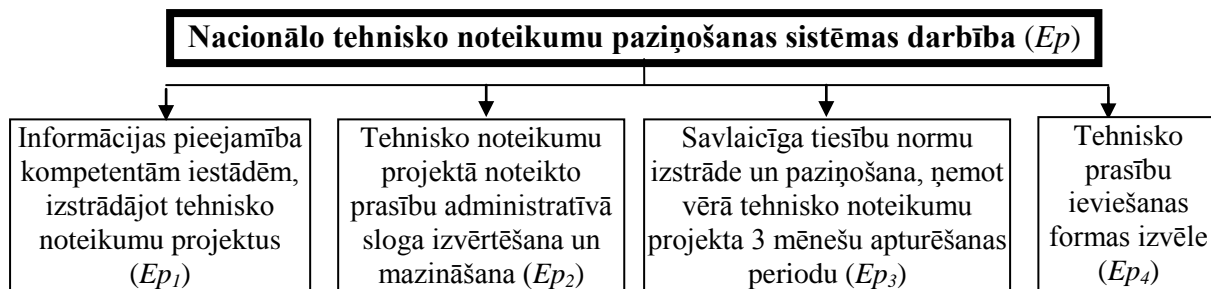 Nacionālo tehnisko noteikumu paziņošanas sistēmas darbība (Ep)
Informācijas pieejamība
kompetentām iestādēm,
izstrādājot tehnisko
noteikumu projektus
(Ep1)
Tehnisko noteikumu
projektā noteikto
prasību administratīvā
sloga izvērtēšana un
mazināšana (Ep2)
Savlaicīga tiesību normu
izstrāde un paziņošana, ņemot
vērā tehnisko noteikumu
projekta 3 mēnešu apturēšanas
periodu (Ep3)
Tehnisko
prasību
ieviešanas
formas izvēle
(Ep4)